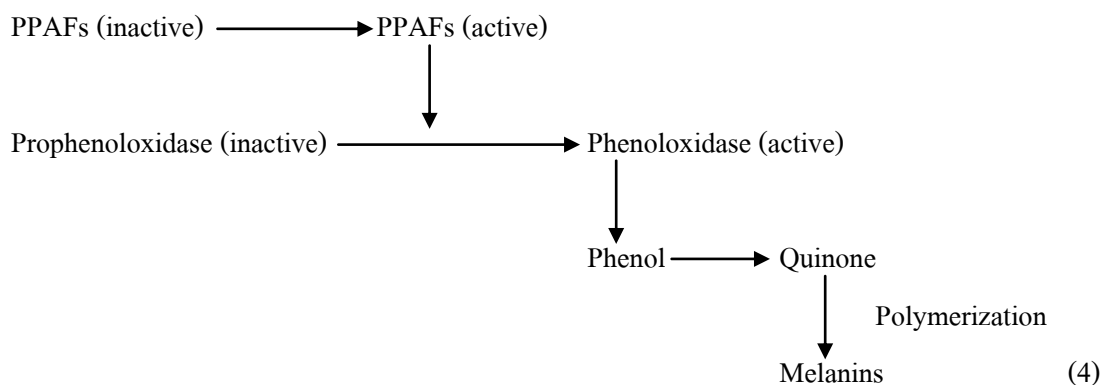 PPAFs (inactive) PPAFs (active)
Prophenoloxidase (inactive) Phenoloxidase (active)
Phenol Quinone
Polymerization
Melanins (4)